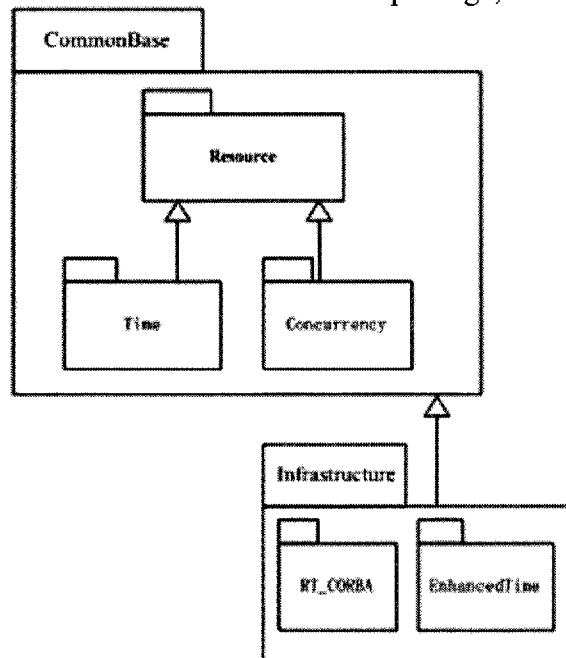 CommonBase
Resource
Time
Concurrency
Infrastructure
RT_CORBA
EnhancedTime